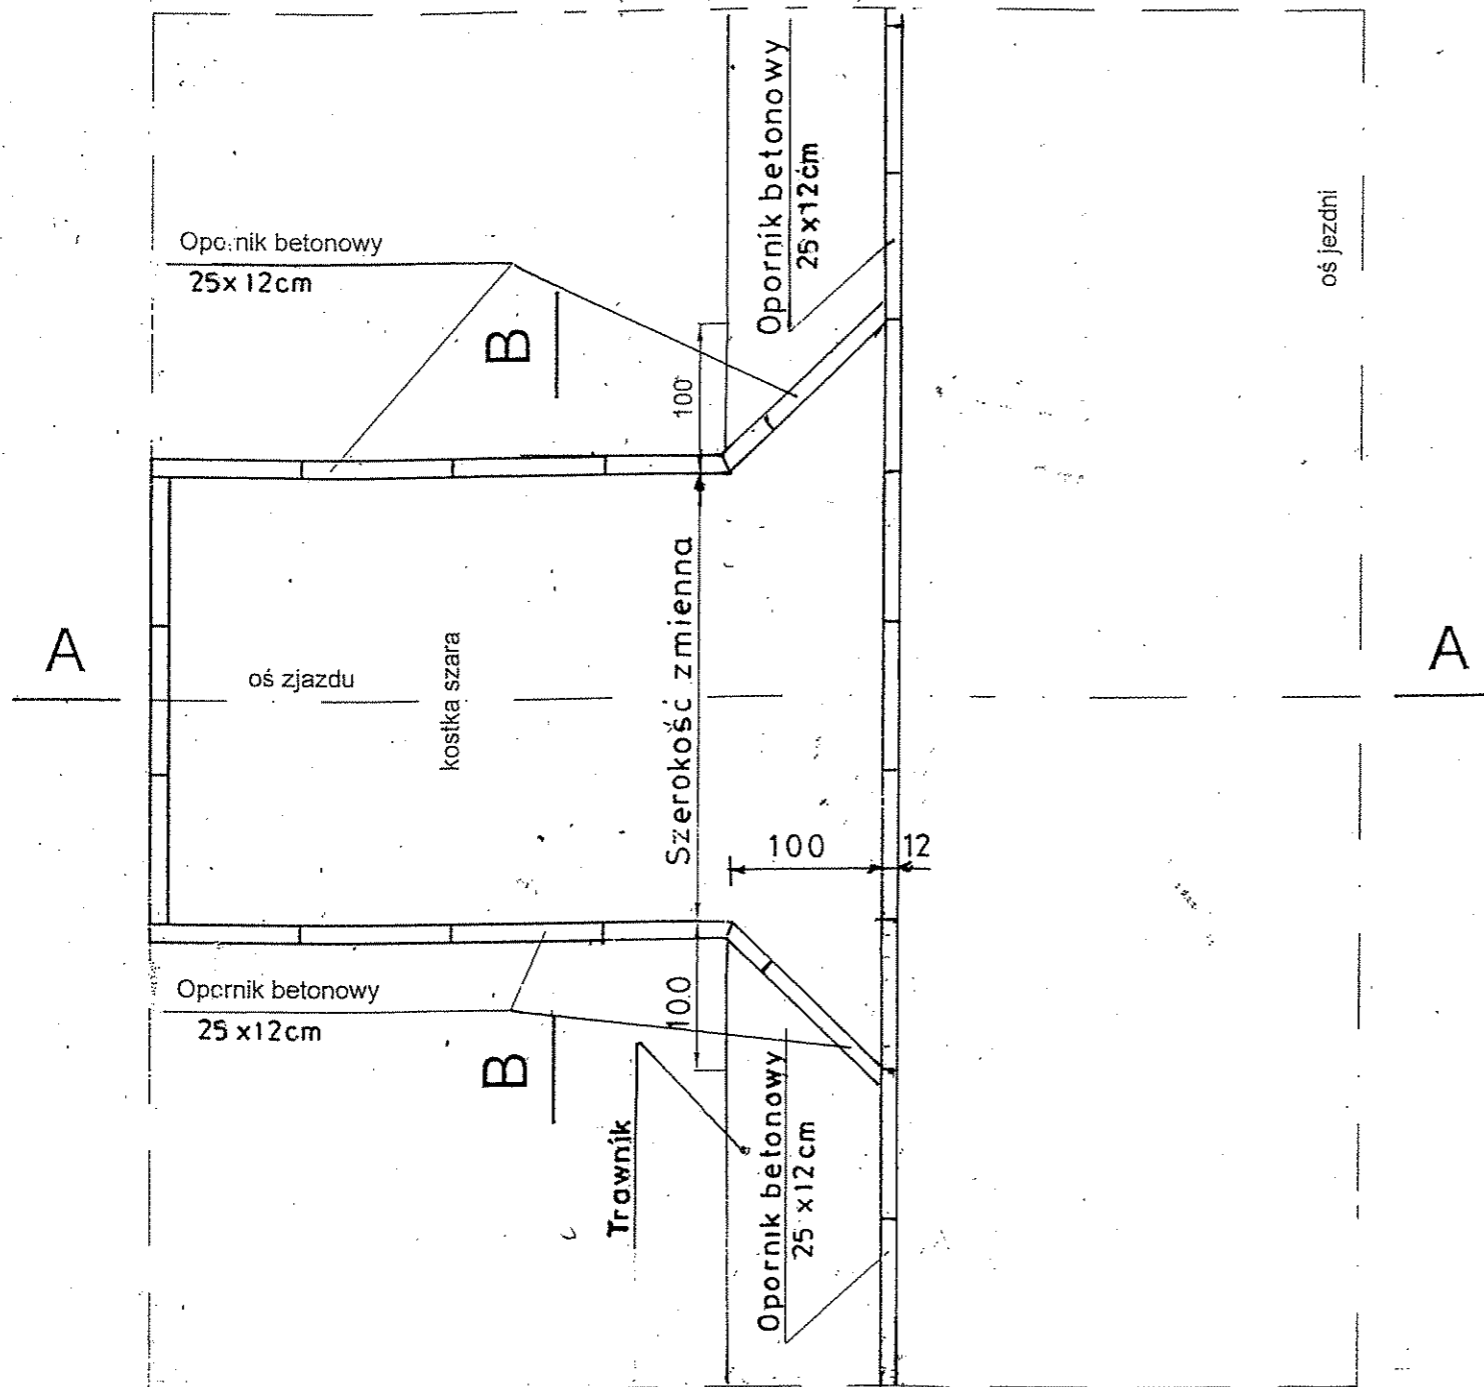 Opornik betonowy
25x12cm
Opornik betonowy
25x12cm
oś jezdni
B
100
A
oś zjazdu
kostka szara
Szerokość zmienna
A
100
12
Opornik betonowy
25x12cm
B
100
Trawnik
Opornik betonowy
25x12cm